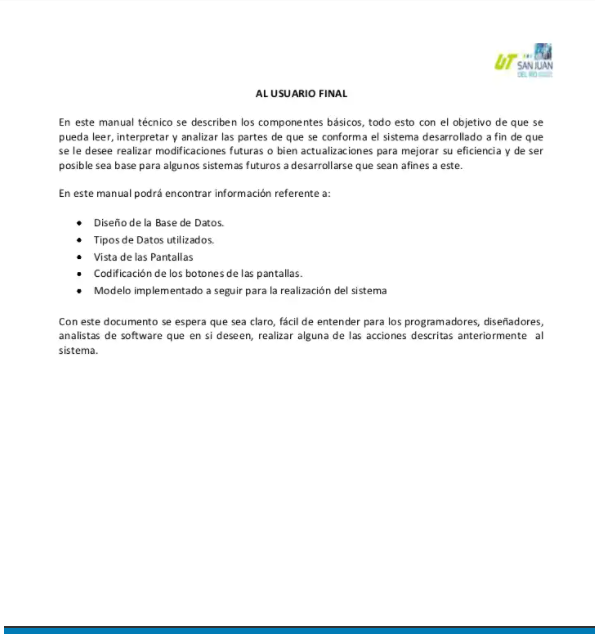 UT
SAN JUAN
DEL RIO
AL USUARIO FINAL
En este manual técnico se describen los componentes básicos, todo esto con el objetivo de que se
pueda leer, interpretar y analizar las partes de que se conforma el sistema desarrollado a fin de que
se le desee realizar modificaciones futuras o bien actualizaciones para mejorar su eficiencia y de ser
posible sea base para algunos sistemas futuros a desarrollarse que sean afines a este.
En este manual podrá encontrar información referente a:
• Diseño de la Base de Datos.
• Tipos de Datos utilizados.
• Vista de las Pantallas
• Codificación de los botones de las pantallas.
• Modelo implementado a seguir para la realización del sistema
Con este documento se espera que sea claro, fácil de entender para los programadores, diseñadores,
analistas de software que en si deseen, realizar alguna de las acciones descritas anteriormente al
sistema.